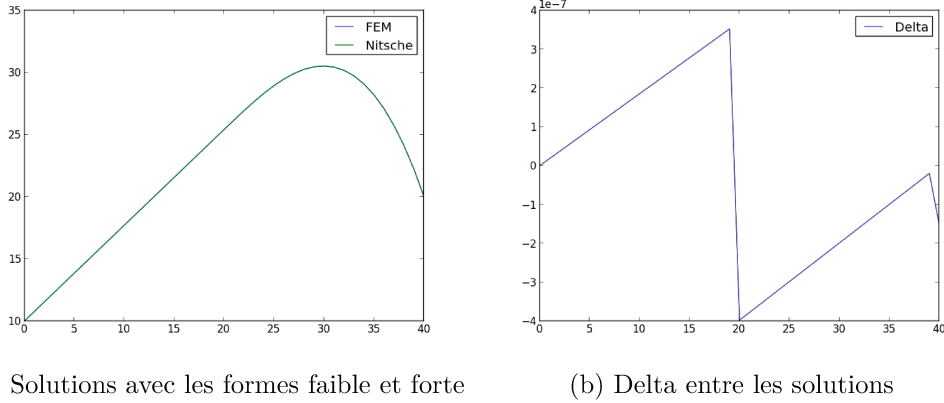 35
30
25
20
15
10
0 5 10 15 20 25 30 35 40
FEM
Nitsche
1e−7
4
3
2
1
0
−1
−2
−3
−4
0 5 10 15 20 25 30 35 40
Delta
Solutions avec les formes faible et forte
(b) Delta entre les solutions